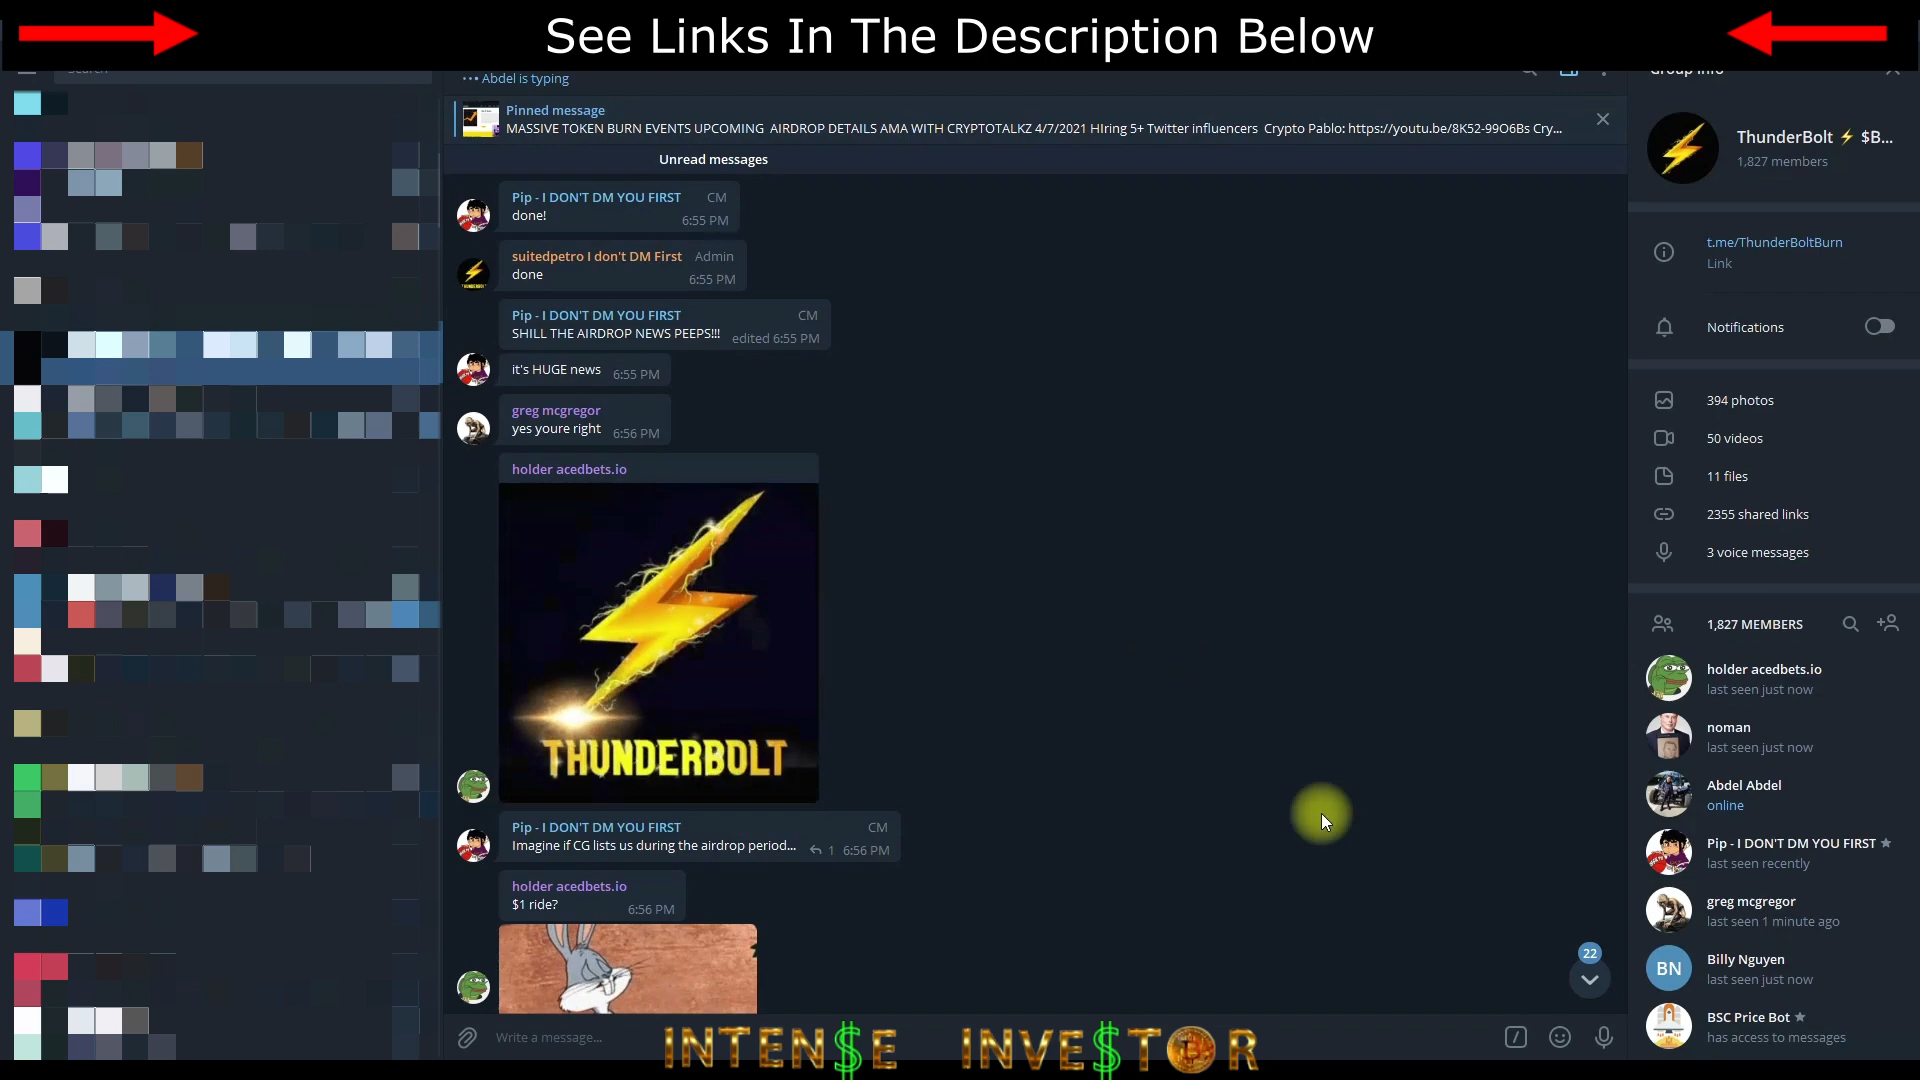 See Links In The Description Below
Abdel is typing
Pinned message
MASSIVE TOKEN BURN EVENTS UPCOMING AIRDROP DETAILS AMA WITH CRYPTOTALKZ 4/7/2021 HIring 5+ Twitter influencers Crypto Pablo: https://youtu.be/8K52-99O6Bs Cry...
Unread messages
Pip - I DON'T DM YOU FIRST CM
done! 6:55 PM
suitedpetro I don't DM First Admin
done 6:55 PM
Pip - I DON'T DM YOU FIRST CM
SHILL THE AIRDROP NEWS PEEPS!!! edited 6:55 PM
it's HUGE news 6:55 PM
greg mcgregor
yes youre right 6:56 PM
holder acedbets.io
THUNDERBOLT
Pip - I DON'T DM YOU FIRST CM
Imagine if CG lists us during the airdrop period... 1 6:56 PM
holder acedbets.io
$1 ride? 6:56 PM
22
Write a message...
INTEN$E INVE$TOR
Group Info
ThunderBolt ⚡ $B...
1,827 members
t.me/ThunderBoltBurn
Link
Notifications
394 photos
50 videos
11 files
2355 shared links
3 voice messages
1,827 MEMBERS
holder acedbets.io
last seen just now
noman
last seen just now
Abdel Abdel
online
Pip - I DON'T DM YOU FIRST
last seen recently
greg mcgregor
last seen 1 minute ago
BN
Billy Nguyen
last seen just now
BSC Price Bot
has access to messages